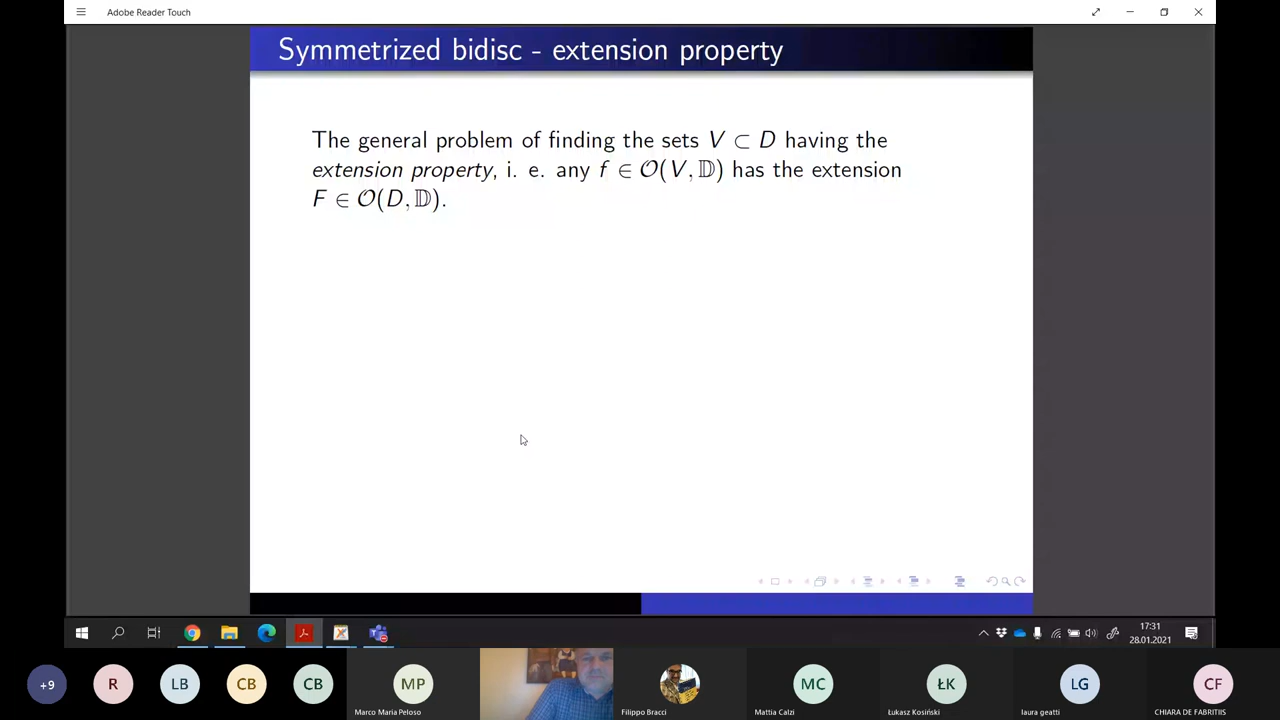 Adobe Reader Touch
Symmetrized bidisc - extension property
The general problem of finding the sets V ⊂ D having the
extension property, i. e. any f ∈ 𝒪(V, 𝔻) has the extension
F ∈ 𝒪(D, 𝔻).
17:31
28.01.2021
+9
R
LB
CB
CB
MP
MC
ŁK
LG
CF
Marco Maria Peloso
Filippo Bracci
Mattia Calzi
Łukasz Kosiński
laura geatti
CHIARA DE FABRITIIS